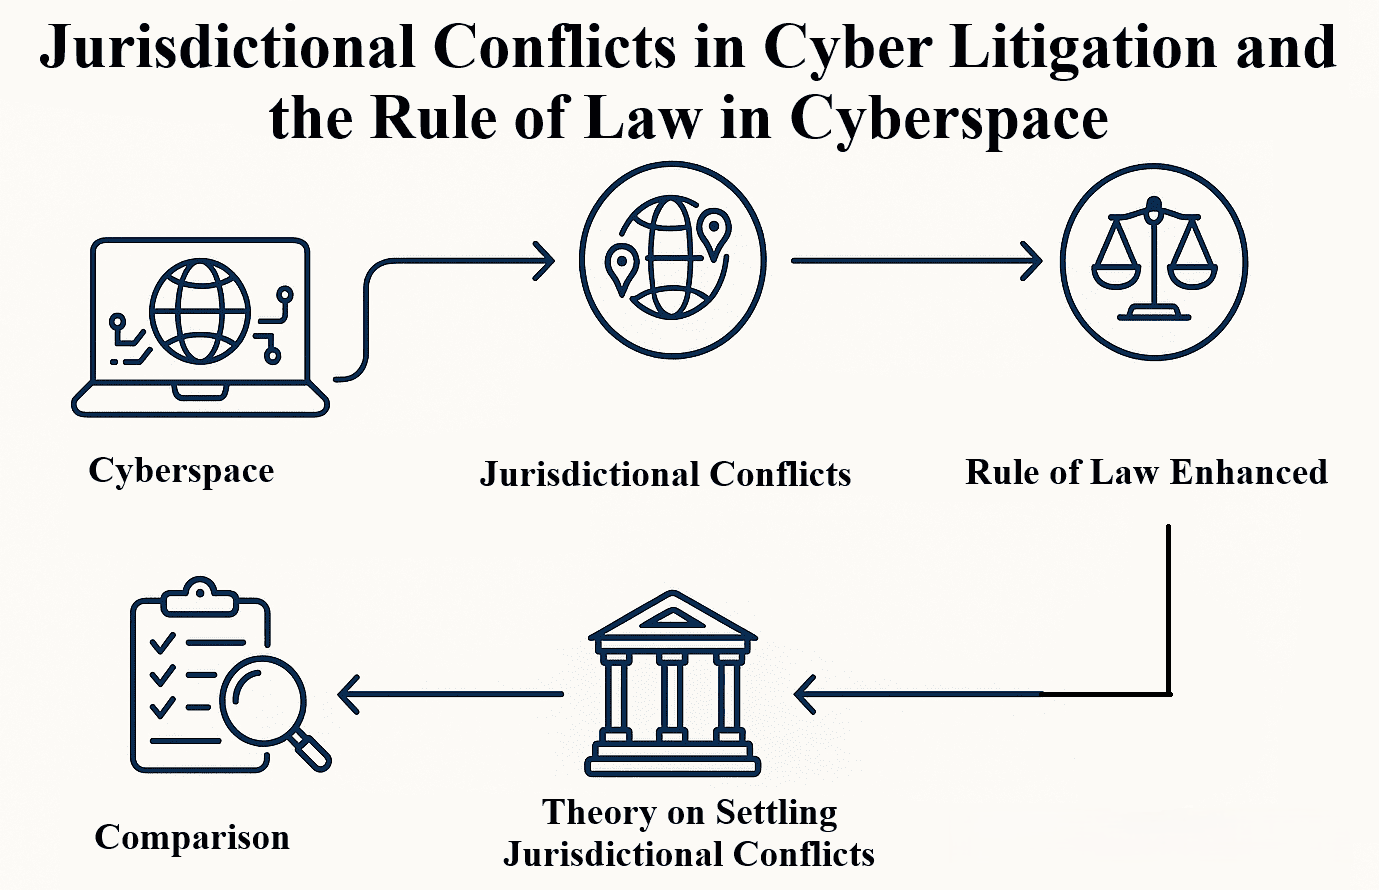 Jurisdictional Conflicts in Cyber Litigation and
the Rule of Law in Cyberspace
Cyberspace
Jurisdictional Conflicts
Rule of Law Enhanced
Comparison
Theory on Settling
Jurisdictional Conflicts